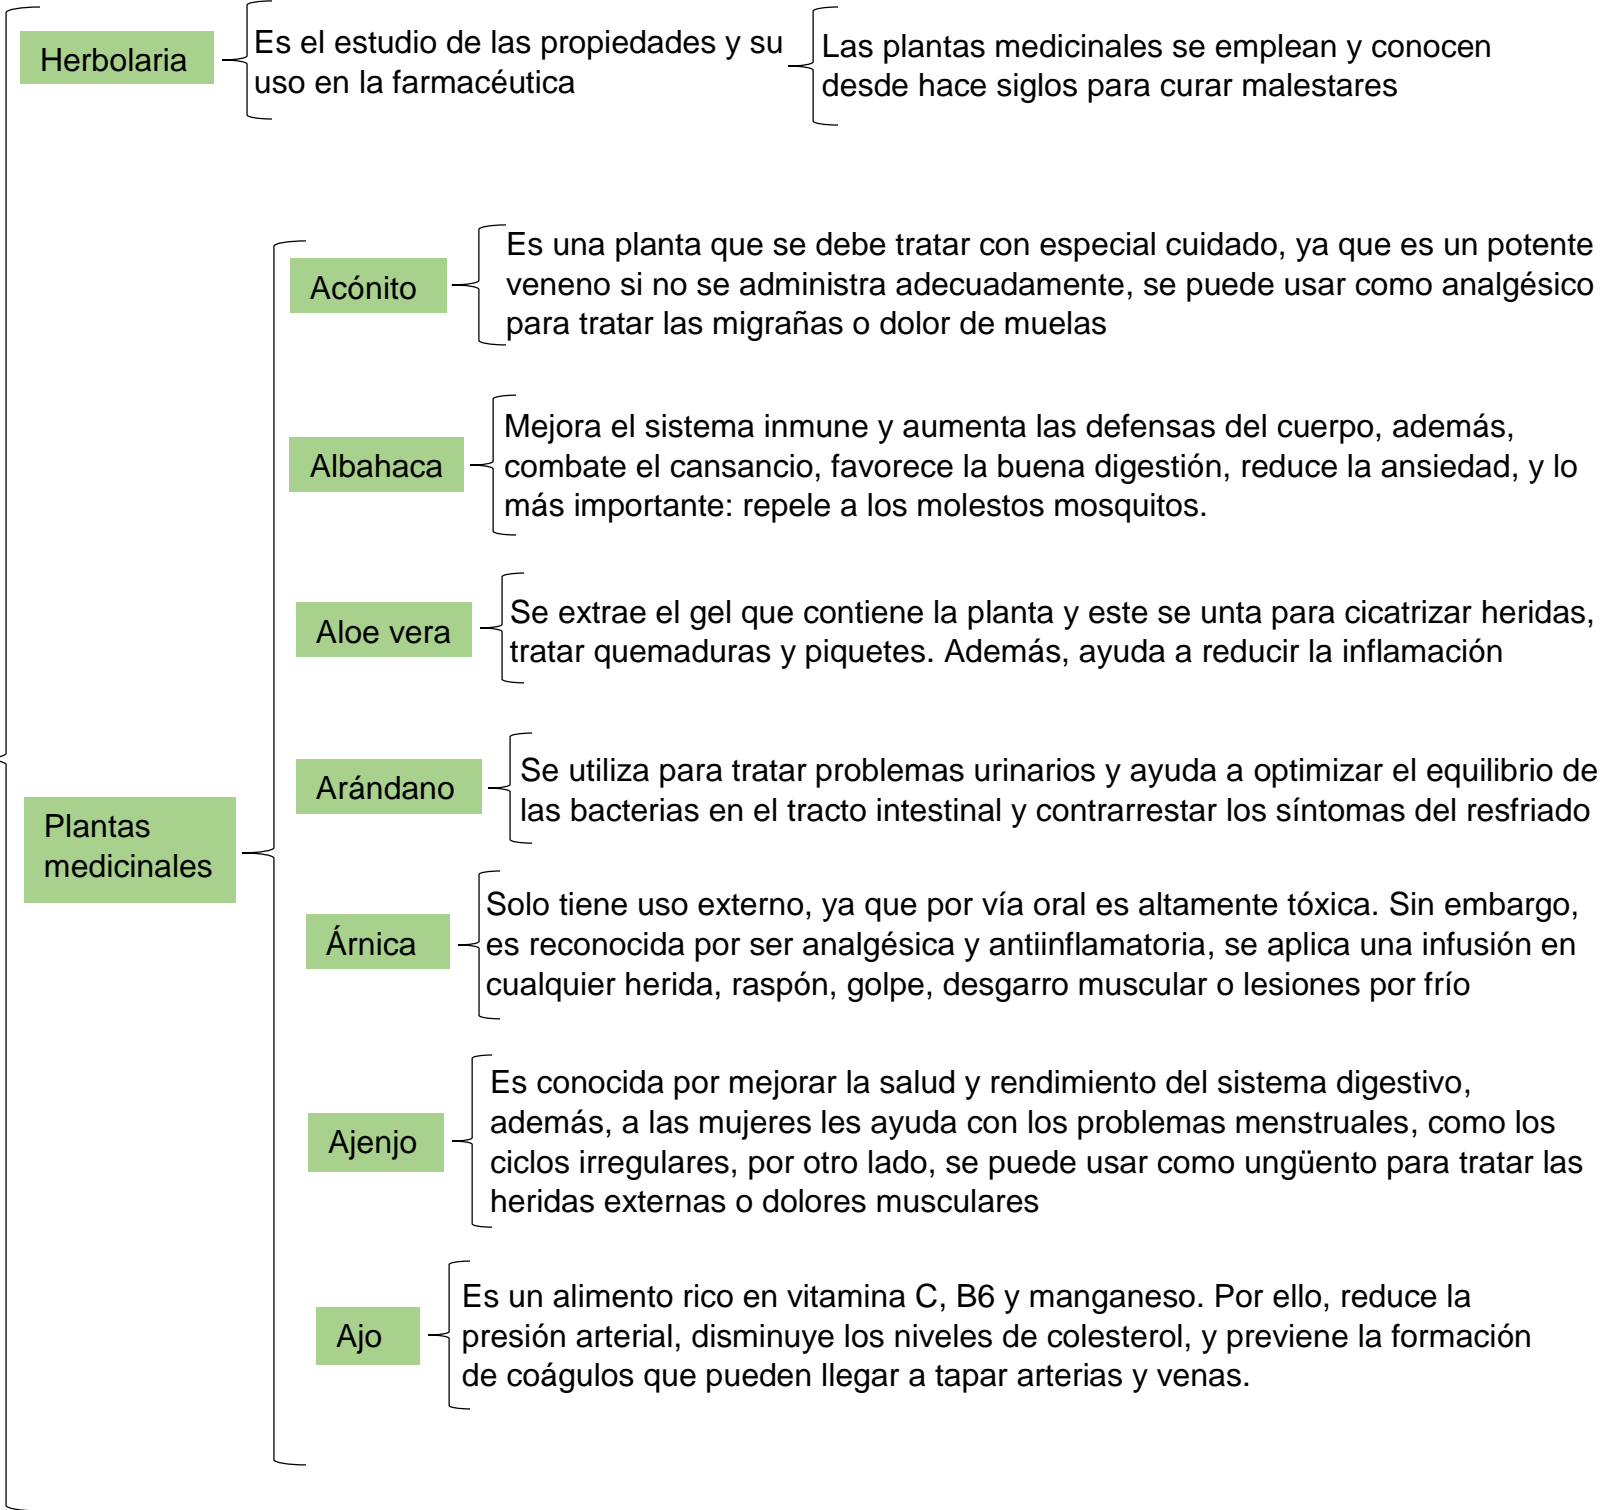 Herbolaria
Es el estudio de las propiedades y su
uso en la farmacéutica
Las plantas medicinales se emplean y conocen
desde hace siglos para curar malestares
Plantas
medicinales
Acónito
Es una planta que se debe tratar con especial cuidado, ya que es un potente
veneno si no se administra adecuadamente, se puede usar como analgésico
para tratar las migrañas o dolor de muelas
Albahaca
Mejora el sistema inmune y aumenta las defensas del cuerpo, además,
combate el cansancio, favorece la buena digestión, reduce la ansiedad, y lo
más importante: repele a los molestos mosquitos.
Aloe vera
Se extrae el gel que contiene la planta y este se unta para cicatrizar heridas,
tratar quemaduras y piquetes. Además, ayuda a reducir la inflamación
Arándano
Se utiliza para tratar problemas urinarios y ayuda a optimizar el equilibrio de
las bacterias en el tracto intestinal y contrarrestar los síntomas del resfriado
Árnica
Solo tiene uso externo, ya que por vía oral es altamente tóxica. Sin embargo,
es reconocida por ser analgésica y antiinflamatoria, se aplica una infusión en
cualquier herida, raspón, golpe, desgarro muscular o lesiones por frío
Ajenjo
Es conocida por mejorar la salud y rendimiento del sistema digestivo,
además, a las mujeres les ayuda con los problemas menstruales, como los
ciclos irregulares, por otro lado, se puede usar como ungüento para tratar las
heridas externas o dolores musculares
Ajo
Es un alimento rico en vitamina C, B6 y manganeso. Por ello, reduce la
presión arterial, disminuye los niveles de colesterol, y previene la formación
de coágulos que pueden llegar a tapar arterias y venas.